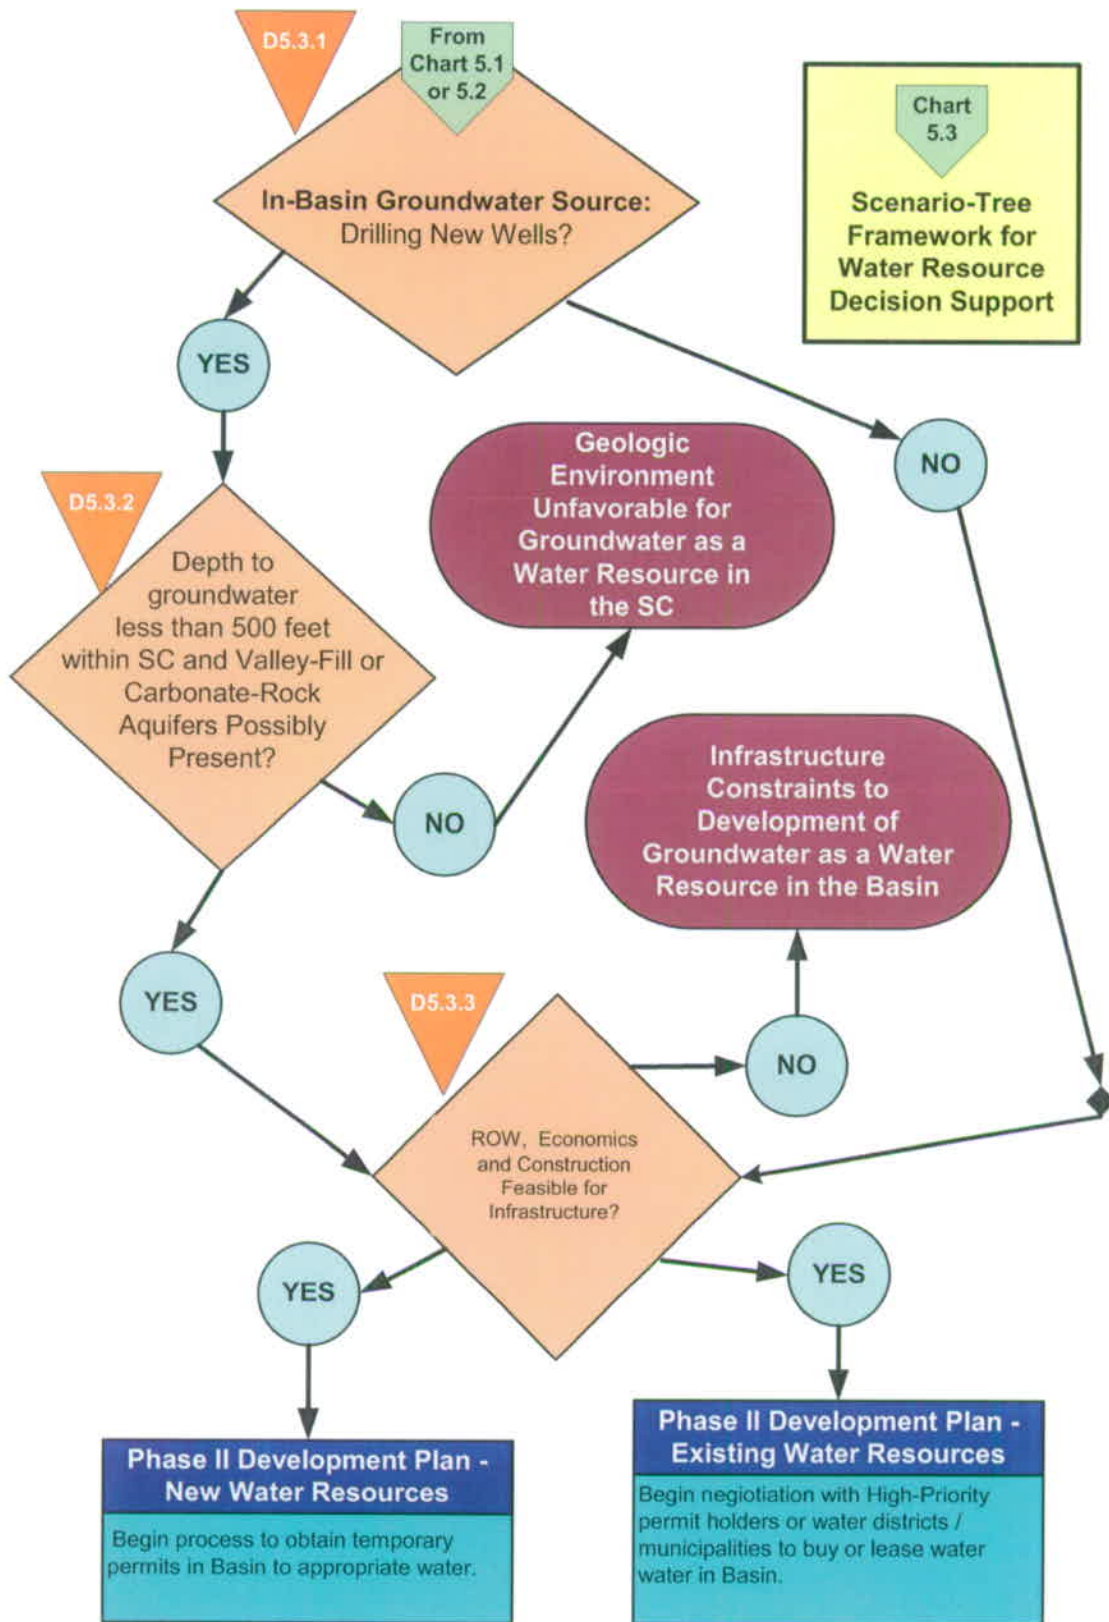 D5.3.1
From
Chart 5.1
or 5.2
Chart
5.3
Scenario-Tree
Framework for
Water Resource
Decision Support
In-Basin Groundwater Source:
Drilling New Wells?
YES
NO
Geologic
Environment
Unfavorable for
Groundwater as a
Water Resource in
the SC
D5.3.2
Depth to
groundwater
less than 500 feet
within SC and Valley-Fill or
Carbonate-Rock
Aquifers Possibly
Present?
NO
Infrastructure
Constraints to
Development of
Groundwater as a Water
Resource in the Basin
YES
D5.3.3
NO
ROW, Economics
and Construction
Feasible for
Infrastructure?
YES
YES
Phase II Development Plan -
New Water Resources
Begin process to obtain temporary
permits in Basin to appropriate water.
Phase II Development Plan -
Existing Water Resources
Begin negiotiation with High-Priority
permit holders or water districts /
municipalities to buy or lease water
water in Basin.